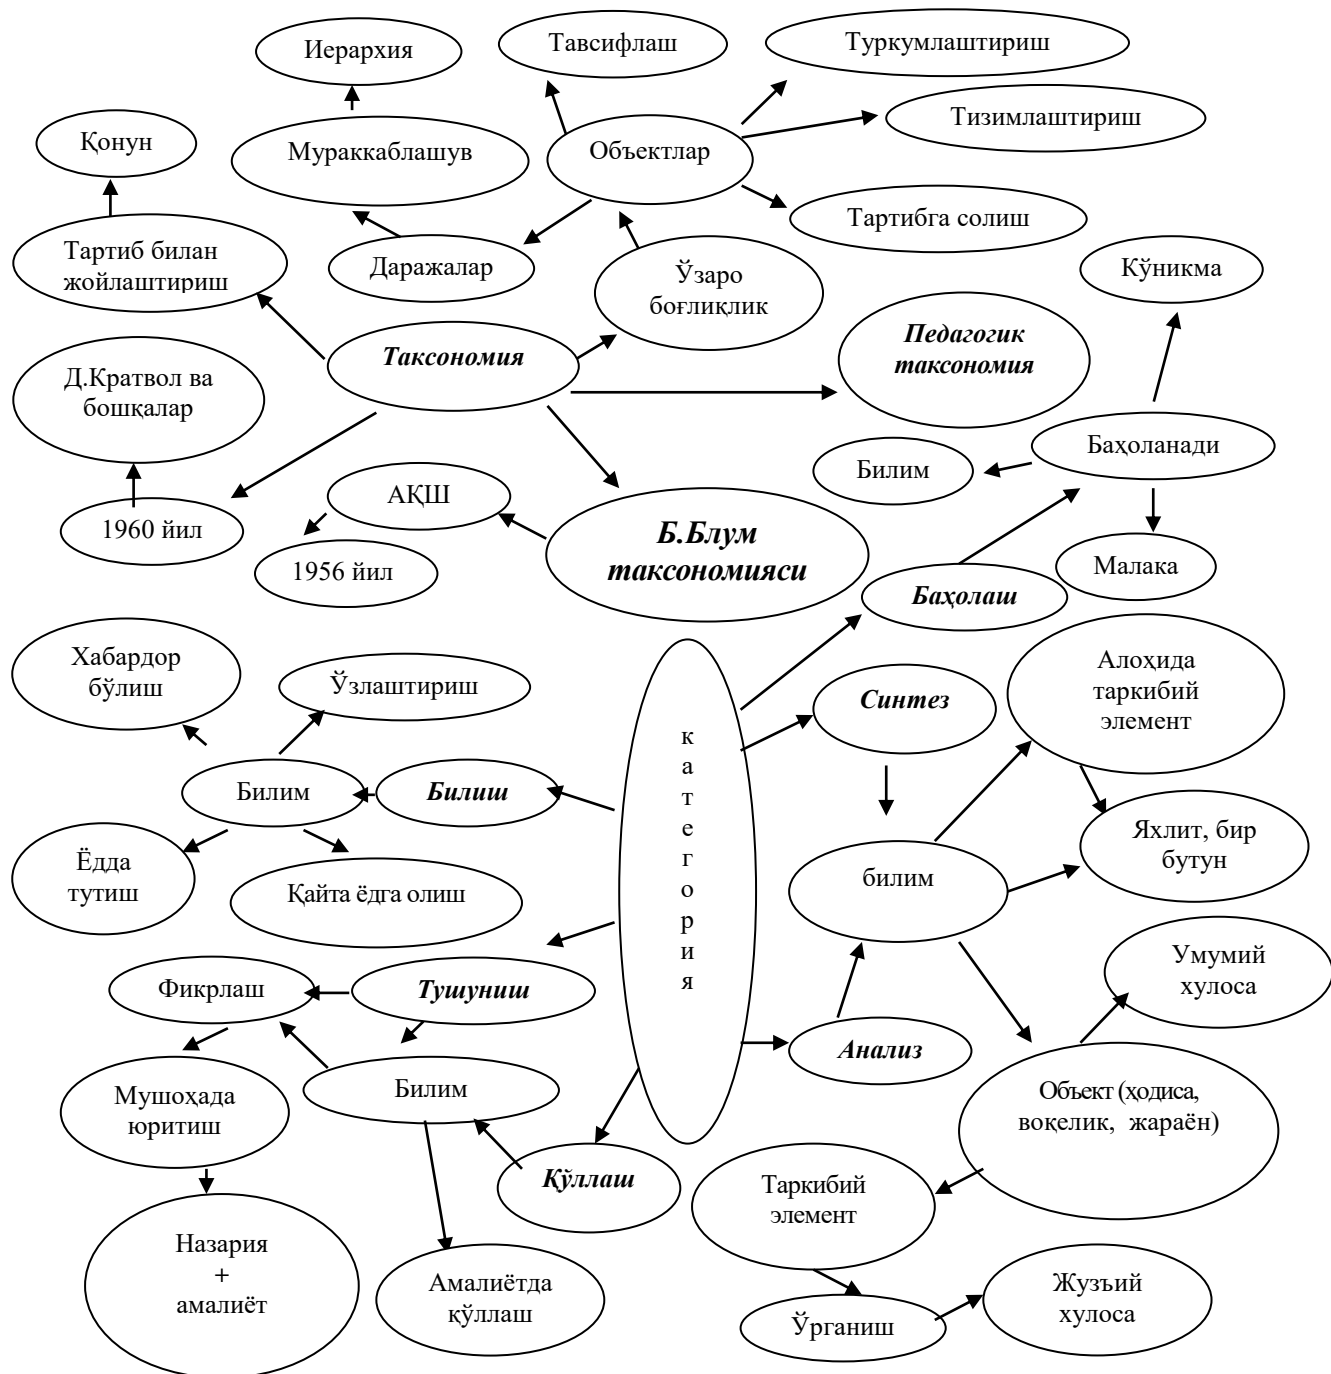 Иерархия
Тавсифлаш
Туркумлаштириш
Қонун
Мураккаблашув
Объектлар
Тизимлаштириш
Тартибга солиш
Тартиб билан
жойлаштириш
Даражалар
Ўзаро
боғлиқлик
Кўникма
Таксономия
Педагогик
таксономия
Д.Кратвол ва
бошқалар
Баҳоланади
Билим
АҚШ
1960 йил
1956 йил
Б.Блум
таксономияси
Малака
Баҳолаш
Хабардор
бўлиш
Ўзлаштириш
Алоҳида
таркибий
элемент
Синтез
к
а
т
е
г
о
р
и
я
Билим
Билиш
Яхлит, бир
бутун
Ёдда
тутиш
Қайта ёдга олиш
билим
Умумий
хулоса
Фикрлаш
Тушуниш
Анализ
Мушоҳада
юритиш
Билим
Объект (ҳодиса,
воқелик, жараён)
Қўллаш
Таркибий
элемент
Назария
+
амалиёт
Амалиётда
қўллаш
Ўрганиш
Жузъий
хулоса